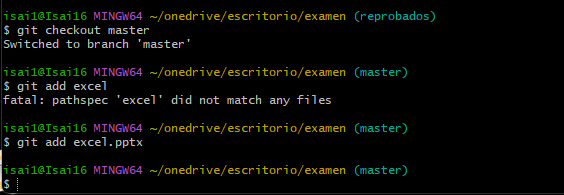 isai1@Isai16 MINGW64 ~/onedrive/escritorio/examen (reprobados)
$ git checkout master
Switched to branch 'master'
isai1@Isai16 MINGW64 ~/onedrive/escritorio/examen (master)
$ git add excel
fatal: pathspec 'excel' did not match any files
isai1@Isai16 MINGW64 ~/onedrive/escritorio/examen (master)
$ git add excel.pptx
isai1@Isai16 MINGW64 ~/onedrive/escritorio/examen (master)
$